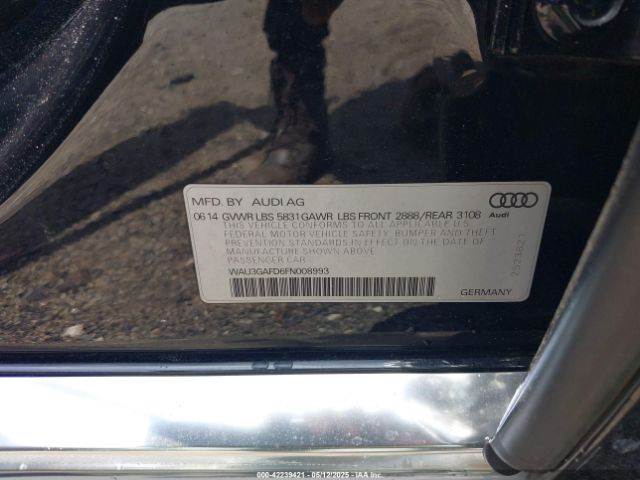 MFD. BY AUDI AG
06 14 GVWR LBS 5831 GAWR LBS FRONT 2888/REAR 3108 Audi
THIS VEHICLE CONFORMS TO ALL APPLICABLE U.S
FEDERAL MOTOR VEHICLE SAFETY, BUMPER AND THEFT
PREVENTION STANDARDS IN EFFECT ON THE DATE OF
MANUFACTURE SHOWN ABOVE
PASSENGER CAR
WAU3GAFD6FN008993
GERMANY
2523621
000-42239421 - 05/12/2025 - © IAA Inc.